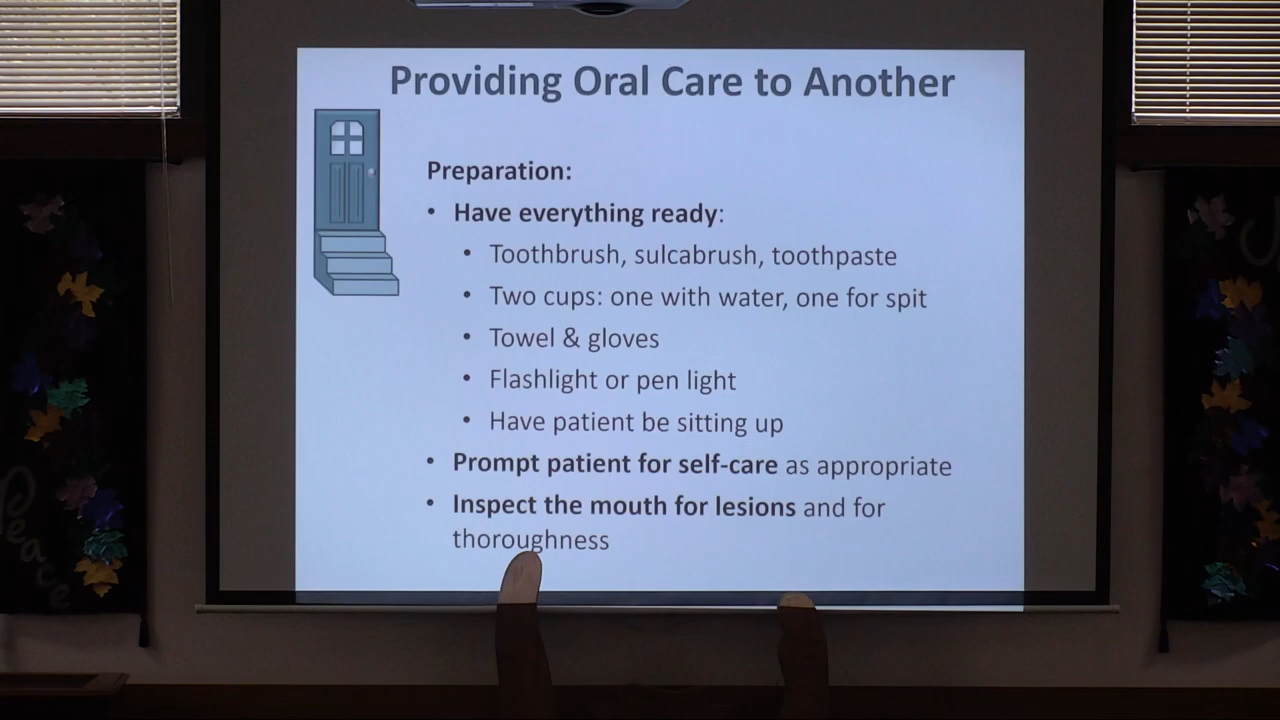 Providing Oral Care to Another
Preparation:
• Have everything ready:
• Toothbrush, sulcabrush, toothpaste
• Two cups: one with water, one for spit
• Towel & gloves
• Flashlight or pen light
• Have patient be sitting up
• Prompt patient for self-care as appropriate
• Inspect the mouth for lesions and for
thoroughness
Peace